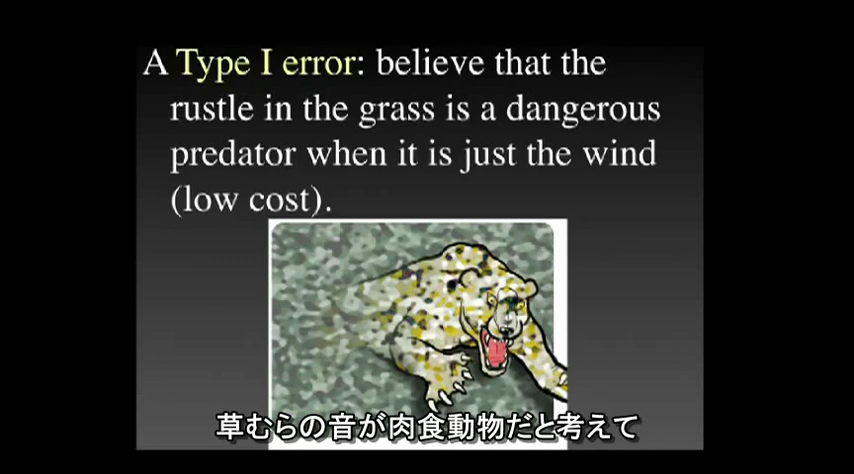 A Type I error: believe that the
rustle in the grass is a dangerous
predator when it is just the wind
(low cost).
草むらの音が肉食動物だと考えて